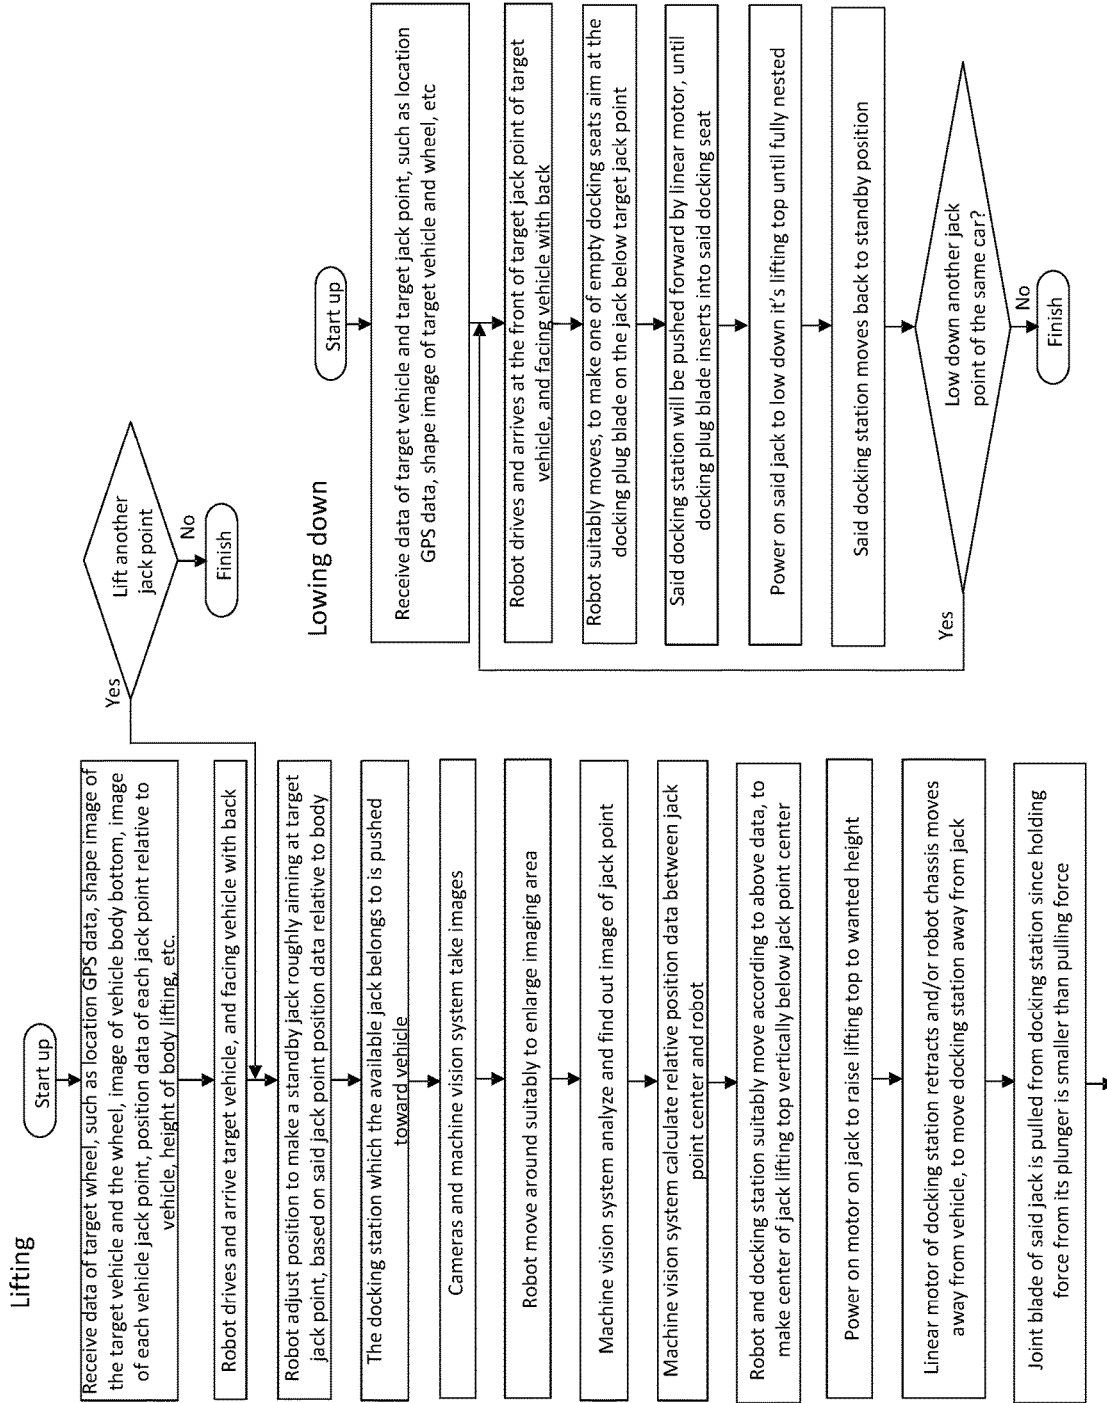 Lifting
Start up
Receive data of target wheel, such as location GPS data, shape image of
the target vehicle and the wheel, image of vehicle body bottom, image
of each vehicle jack point, position data of each jack point relative to
vehicle, height of body lifting, etc.
Robot drives and arrive target vehicle, and facing vehicle with back
Robot adjust position to make a standby jack roughly aiming at target
jack point, based on said jack point position data relative to body
The docking station which the available jack belongs to is pushed
toward vehicle
Cameras and machine vision system take images
Robot move around suitably to enlarge imaging area
Machine vision system analyze and find out image of jack point
Machine vision system calculate relative position data between jack
point center and robot
Robot and docking station suitably move according to above data, to
make center of jack lifting top vertically below jack point center
Power on motor on jack to raise lifting top to wanted height
Linear motor of docking station retracts and/or robot chassis moves
away from vehicle, to move docking station away from jack
Joint blade of said jack is pulled from docking station since holding
force from its plunger is smaller than pulling force
Lift another
jack point
Yes
No
Finish
Lowing down
Start up
Receive data of target vehicle and target jack point, such as location
GPS data, shape image of target vehicle and wheel, etc
Robot drives and arrives at the front of target jack point of target
vehicle, and facing vehicle with back
Robot suitably moves, to make one of empty docking seats aim at the
docking plug blade on the jack below target jack point
Said docking station will be pushed forward by linear motor, until
docking plug blade inserts into said docking seat
Power on said jack to low down it's lifting top until fully nested
Said docking station moves back to standby position
Low down another jack
point of the same car?
Yes
No
Finish